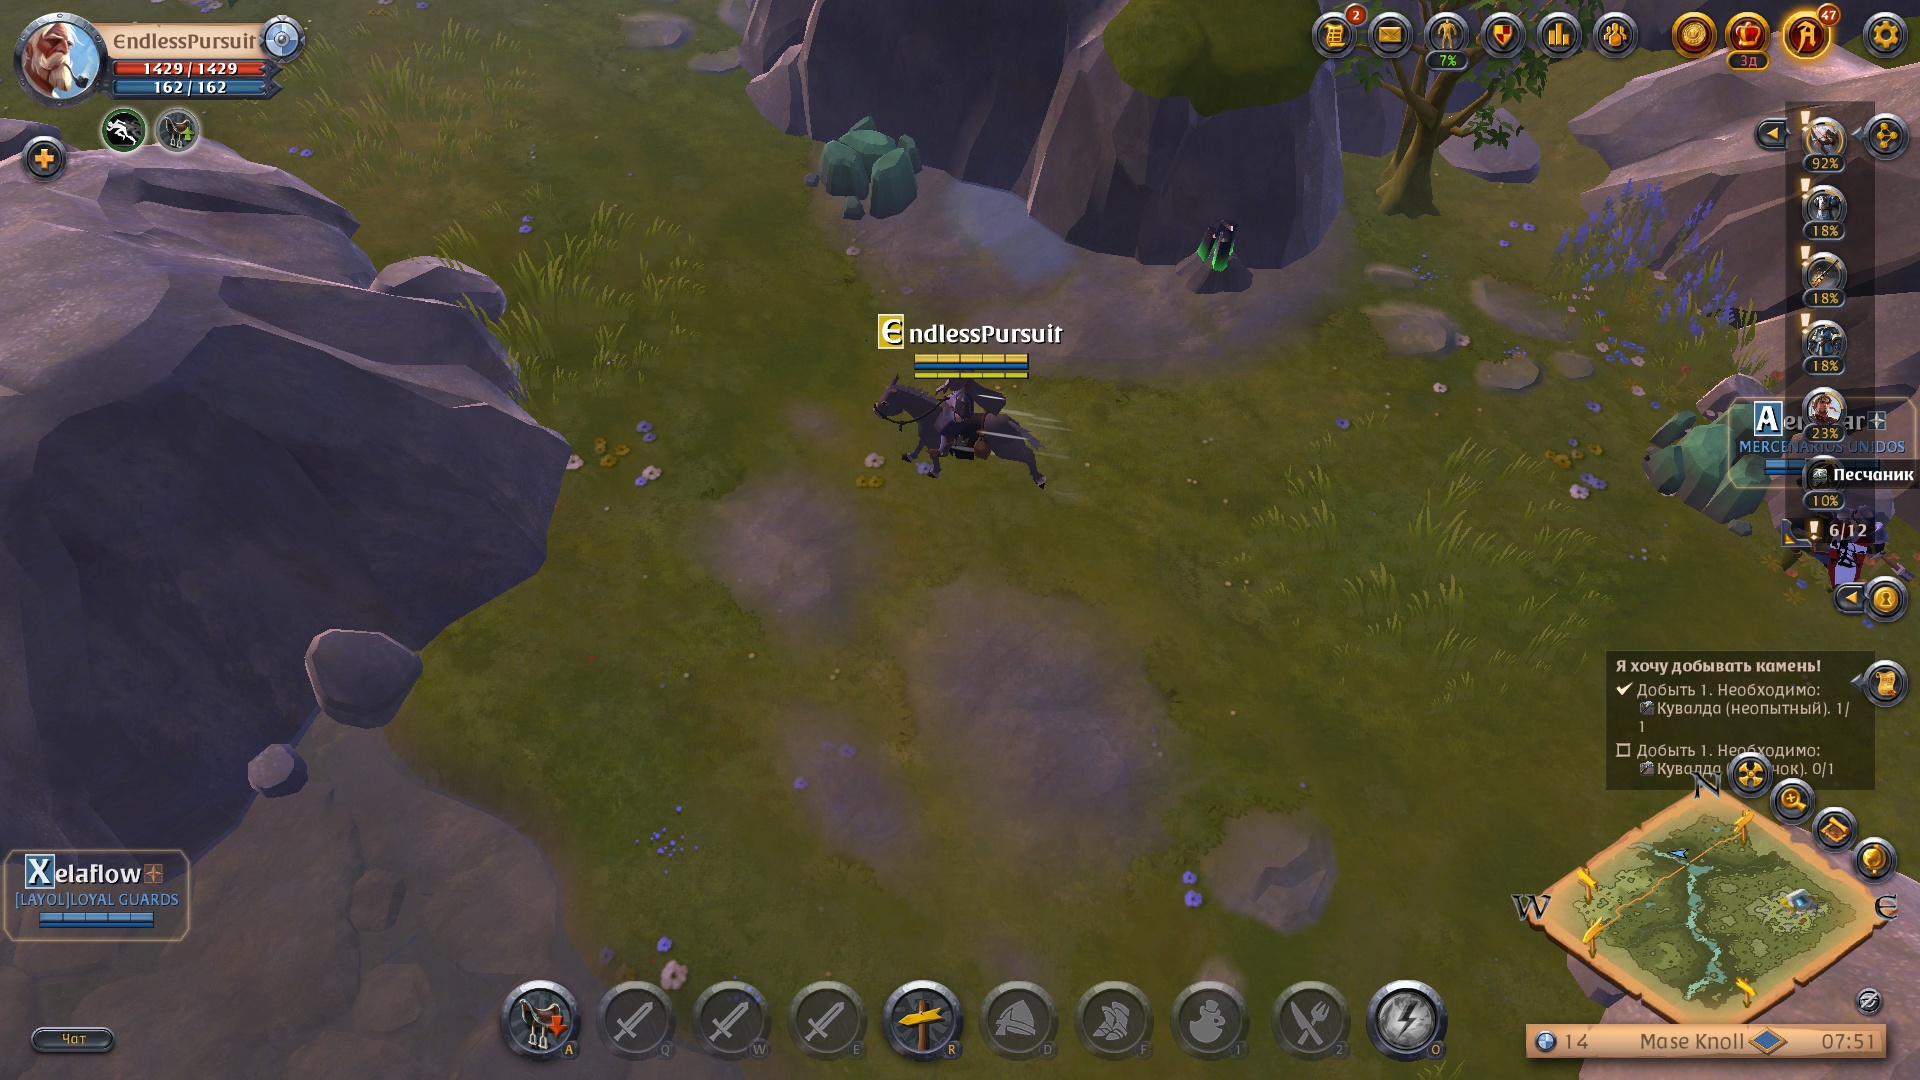 EndlessPursuit
1429 / 1429
162 / 162
2
7%
3д
47
92%
18%
18%
18%
23%
10%
6/12
EndlessPursuit
MERCENARIOS UNIDOS
Песчаник
Я хочу добывать камень!
Добыть 1. Необходимо:
Кувалда (неопытный). 1/
1
Добыть 1. Необходимо:
Кувалда 0/1
Xelaflow
[LAYOL]LOYAL GUARDS
Чат
A
Q
W
E
R
D
F
1
2
O
N
W
E
14
Mase Knoll
07:51